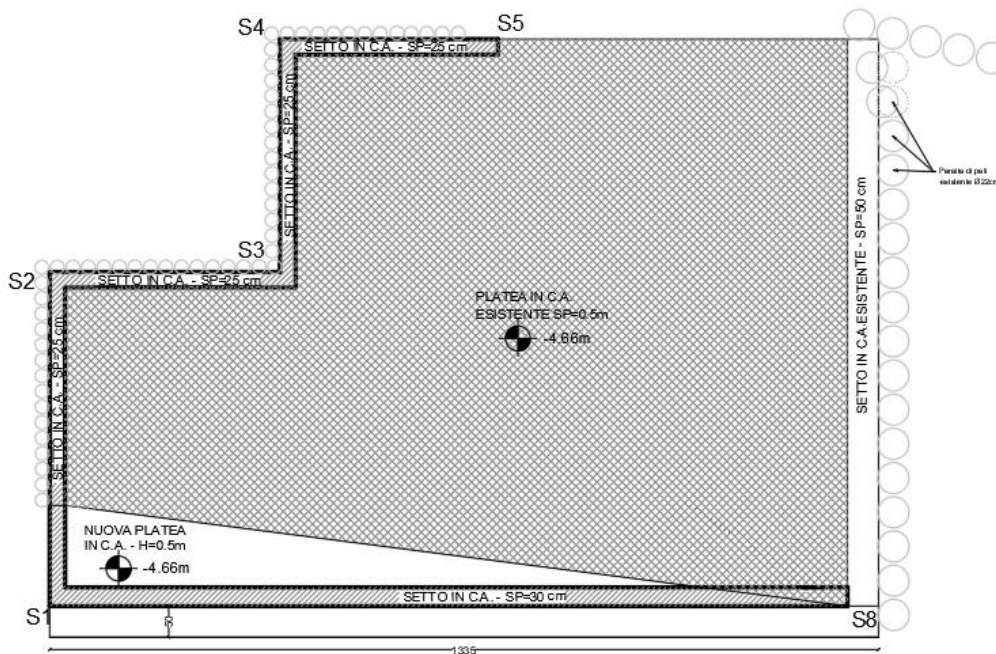 S4
S5
SETTO IN C.A. - SP=25 cm
SETTO IN C.A. - SP=25 cm
Paratia di pali
esistente Ø22cm
S3
S2
SETTO IN C.A. - SP=25 cm
SETTO IN C.A. - SP=25 cm
PLATEA IN C.A.
ESISTENTE SP=0.5m
-4.66m
SETTO IN C.A. ESISTENTE - SP=50 cm
NUOVA PLATEA
IN C.A. - H=0.5m
-4.66m
SETTO IN C.A. - SP=30 cm
S1
S8
1335